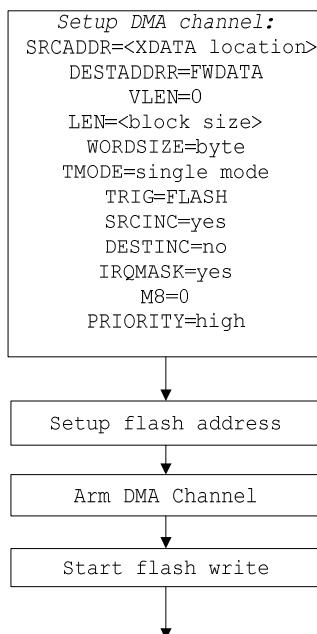 Setup DMA channel:
SRCADDR=<XDATA location>
DESTADDRR=FWDATA
VLEN=0
LEN=<block size>
WORDSIZE=byte
TMODE=single mode
TRIG=FLASH
SRCINC=yes
DESTINC=no
IRQMASK=yes
M8=0
PRIORITY=high
Setup flash address
Arm DMA Channel
Start flash write